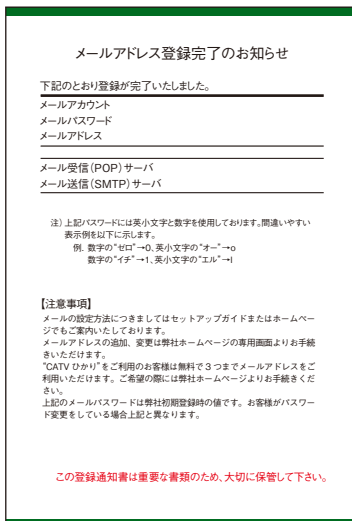 メールアドレス登録完了のお知らせ
下記のとおり登録が完了いたしました。
メールアカウント
メールパスワード
メールアドレス
メール受信(POP)サーバ
メール送信(SMTP)サーバ
注)上記パスワードには英小文字と数字を使用しております。間違いやすい
表示例を以下に示します。
例. 数字の"ゼロ"→0、英小文字の"オー"→o
数字の"イチ"→1、英小文字の"エル"→l
【注意事項】
メールの設定方法につきましてはセットアップガイドまたはホームペー
ジでもご案内いたしております。
メールアドレスの追加、変更は弊社ホームページの専用画面よりお手続
きいただけます。
"CATV ひかり"をご利用のお客様は無料で3つまでメールアドレスをご
利用いただけます。ご希望の際には弊社ホームページよりお手続きくだ
さい。
上記のメールパスワードは弊社初期登録時の値です。お客様がパスワー
ド変更をしている場合上記と異なります。
この登録通知書は重要な書類のため、大切に保管して下さい。